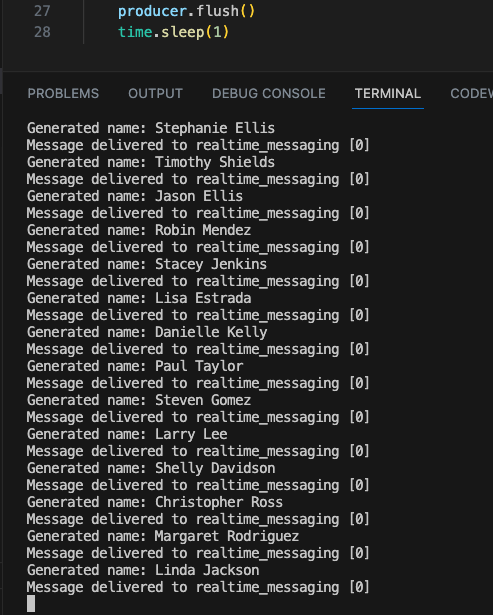 27 producer.flush()
28 time.sleep(1)
PROBLEMS OUTPUT DEBUG CONSOLE TERMINAL
Generated name: Stephanie Ellis
Message delivered to realtime_messaging [0]
Generated name: Timothy Shields
Message delivered to realtime_messaging [0]
Generated name: Jason Ellis
Message delivered to realtime_messaging [0]
Generated name: Robin Mendez
Message delivered to realtime_messaging [0]
Generated name: Stacey Jenkins
Message delivered to realtime_messaging [0]
Generated name: Lisa Estrada
Message delivered to realtime_messaging [0]
Generated name: Danielle Kelly
Message delivered to realtime_messaging [0]
Generated name: Paul Taylor
Message delivered to realtime_messaging [0]
Generated name: Steven Gomez
Message delivered to realtime_messaging [0]
Generated name: Larry Lee
Message delivered to realtime_messaging [0]
Generated name: Shelly Davidson
Message delivered to realtime_messaging [0]
Generated name: Christopher Ross
Message delivered to realtime_messaging [0]
Generated name: Margaret Rodriguez
Message delivered to realtime_messaging [0]
Generated name: Linda Jackson
Message delivered to realtime_messaging [0]